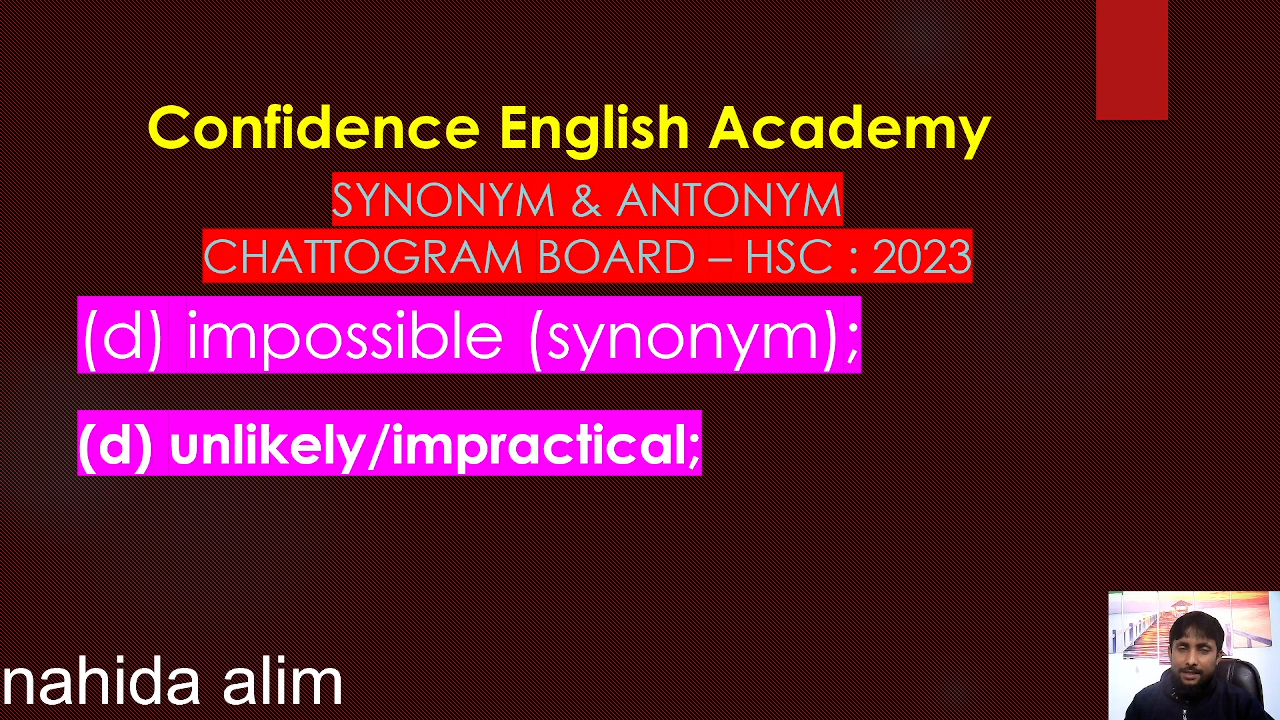 Confidence English Academy
SYNONYM & ANTONYM
CHATTOGRAM BOARD – HSC : 2023
(d) impossible (synonym);
(d) unlikely/impractical;
nahida alim